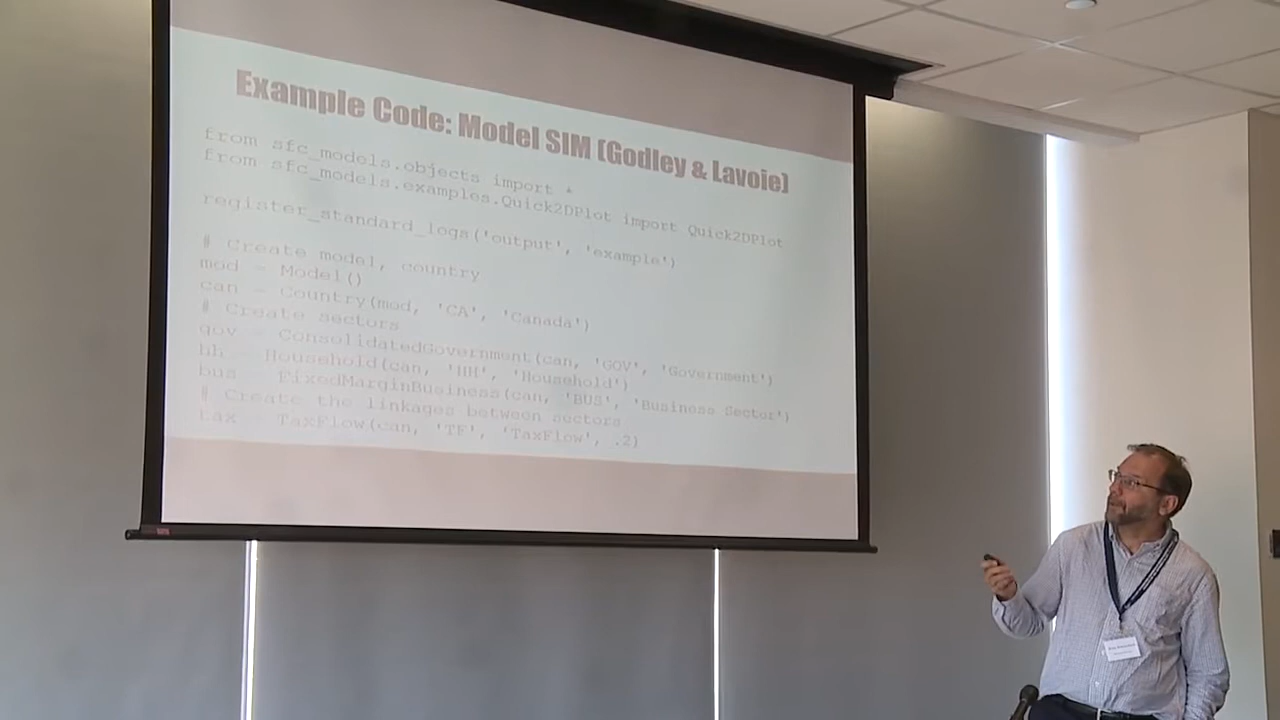 Example Code: Model SIM (Godley & Lavoie)
from sfc_models.objects import *
from sfc_models.examples.Quick2DPlot import Quick2DPlot
register_standard_logs('output', 'example')
# Create model, country
mod = Model()
can = Country(mod, 'CA', 'Canada')
# Create sectors
gov = ConsolidatedGovernment(can, 'GOV', 'Government')
hh = Household(can, 'HH', 'Household')
bus = FixedMarginBusiness(can, 'BUS', 'Business Sector')
# Create the linkages between sectors
tax = TaxFlow(can, 'TF', 'TaxFlow', .2)